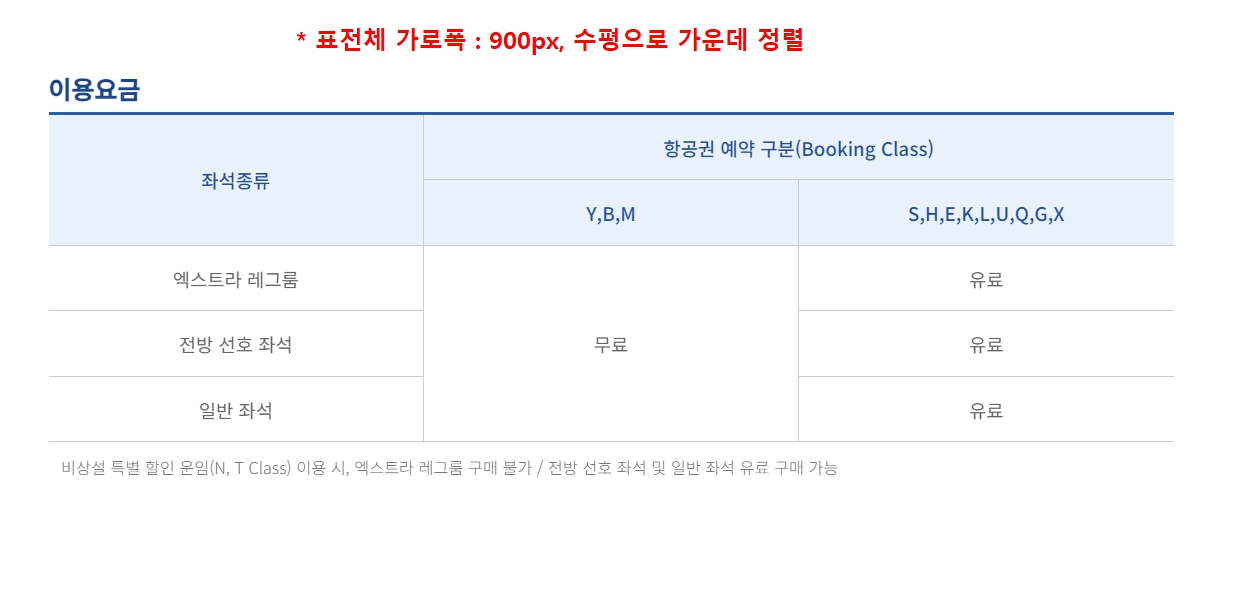 * 표전체 가로폭 : 900px, 수평으로 가운데 정렬
이용요금
좌석종류
항공권 예약 구분(Booking Class)
Y,B,M
S,H,E,K,L,U,Q,G,X
엑스트라 레그룸
무료
유료
전방 선호 좌석
유료
일반 좌석
유료
비상설 특별 할인 운임(N, T Class) 이용 시, 엑스트라 레그룸 구매 불가 / 전방 선호 좌석 및 일반 좌석 유료 구매 가능